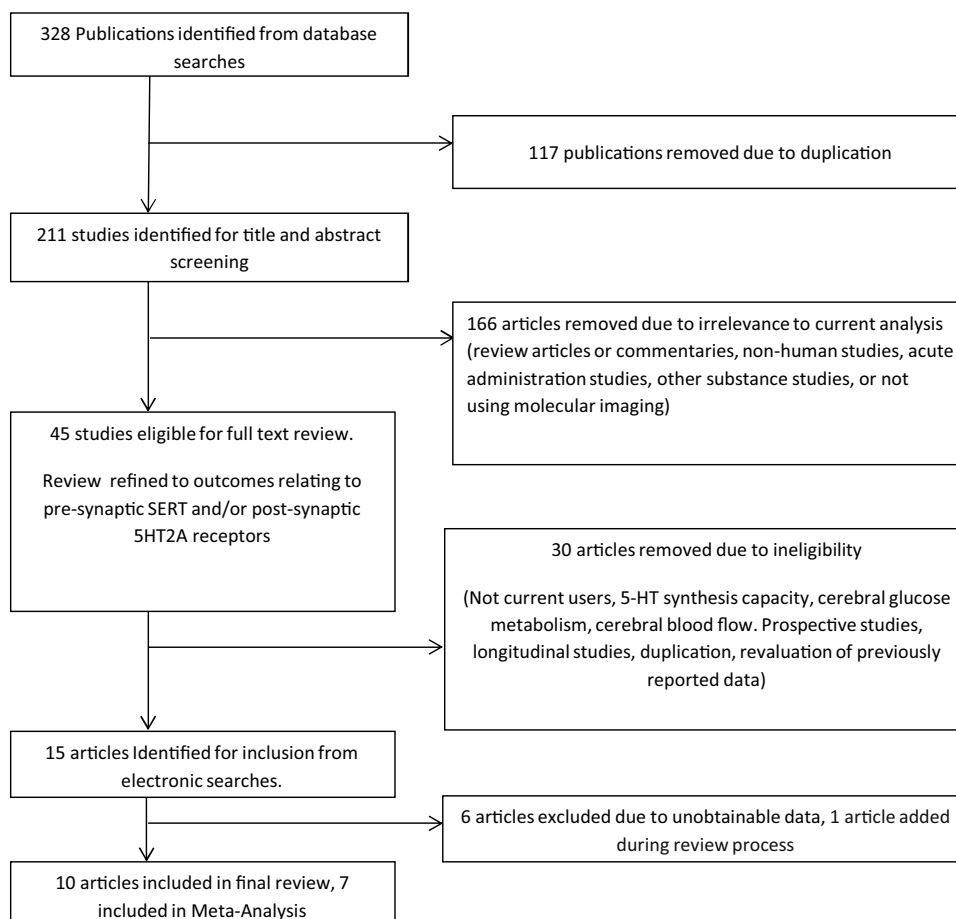 328 Publications identified from database
searches
117 publications removed due to duplication
211 studies identified for title and abstract
screening
166 articles removed due to irrelevance to current analysis
(review articles or commentaries, non-human studies, acute
administration studies, other substance studies, or not
using molecular imaging)
45 studies eligible for full text review.
Review refined to outcomes relating to
pre-synaptic SERT and/or post-synaptic
5HT2A receptors
30 articles removed due to ineligibility
(Not current users, 5-HT synthesis capacity, cerebral glucose
metabolism, cerebral blood flow. Prospective studies,
longitudinal studies, duplication, revaluation of previously
reported data)
15 articles Identified for inclusion from
electronic searches.
6 articles excluded due to unobtainable data, 1 article added
during review process
10 articles included in final review, 7
included in Meta-Analysis